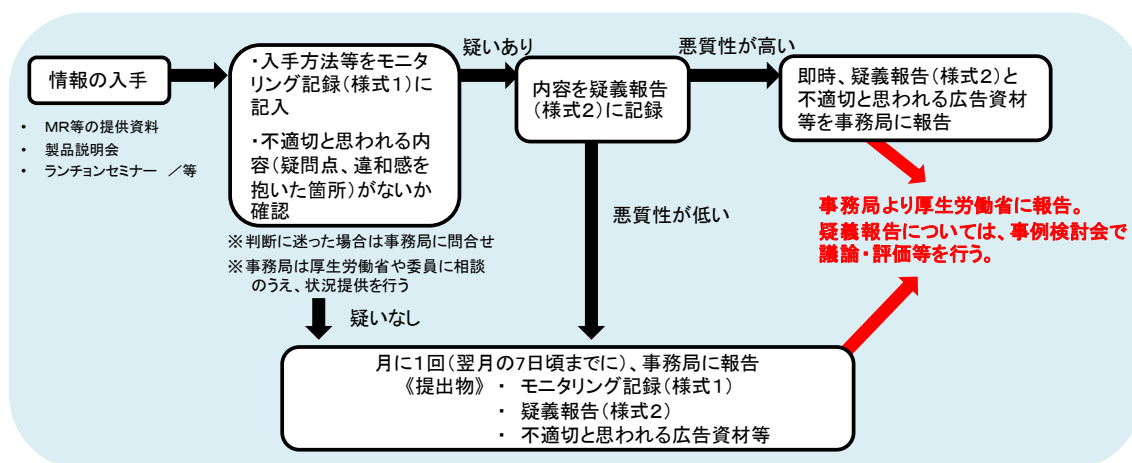 情報の入手
・ MR等の提供資料
・ 製品説明会
・ ランチョンセミナー ／等
・入手方法等をモニタリング記録(様式1)に記入
・不適切と思われる内容(疑問点、違和感を抱いた箇所)がないか確認
※判断に迷った場合は事務局に問合せ
※事務局は厚生労働省や委員に相談
のうえ、状況提供を行う
疑いあり
内容を疑義報告
(様式2)に記録
悪質性が高い
即時、疑義報告(様式2)と
不適切と思われる広告資材
等を事務局に報告
悪質性が低い
事務局より厚生労働省に報告。
疑義報告については、事例検討会で
議論・評価等を行う。
疑いなし
月に1回(翌月の7日頃までに)、事務局に報告
《提出物》・ モニタリング記録(様式1)
・ 疑義報告(様式2)
・ 不適切と思われる広告資材等